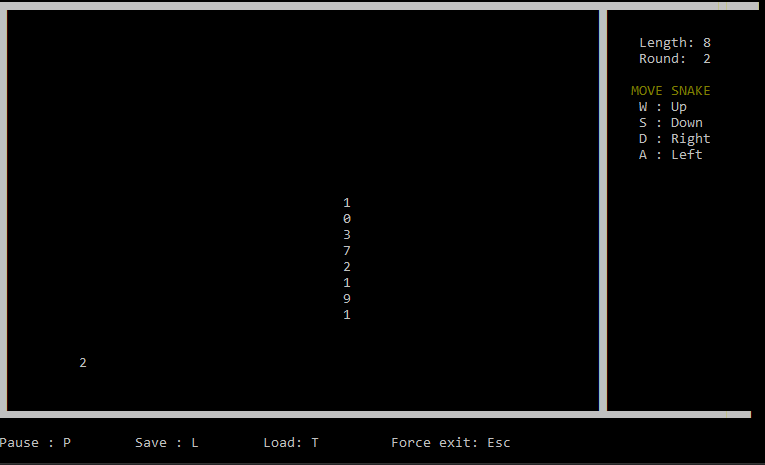 Length: 8
Round: 2
MOVE SNAKE
W : Up
S : Down
D : Right
A : Left
1
0
3
7
2
1
9
1
2
Pause : P Save : L Load: T Force exit: Esc